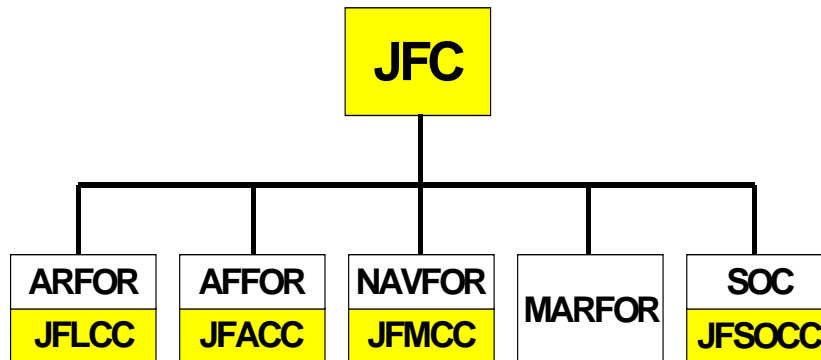 JFC
ARFOR
JFLCC
AFFOR
JFACC
NAVFOR
JFMCC
MARFOR
SOC
JFSOCC